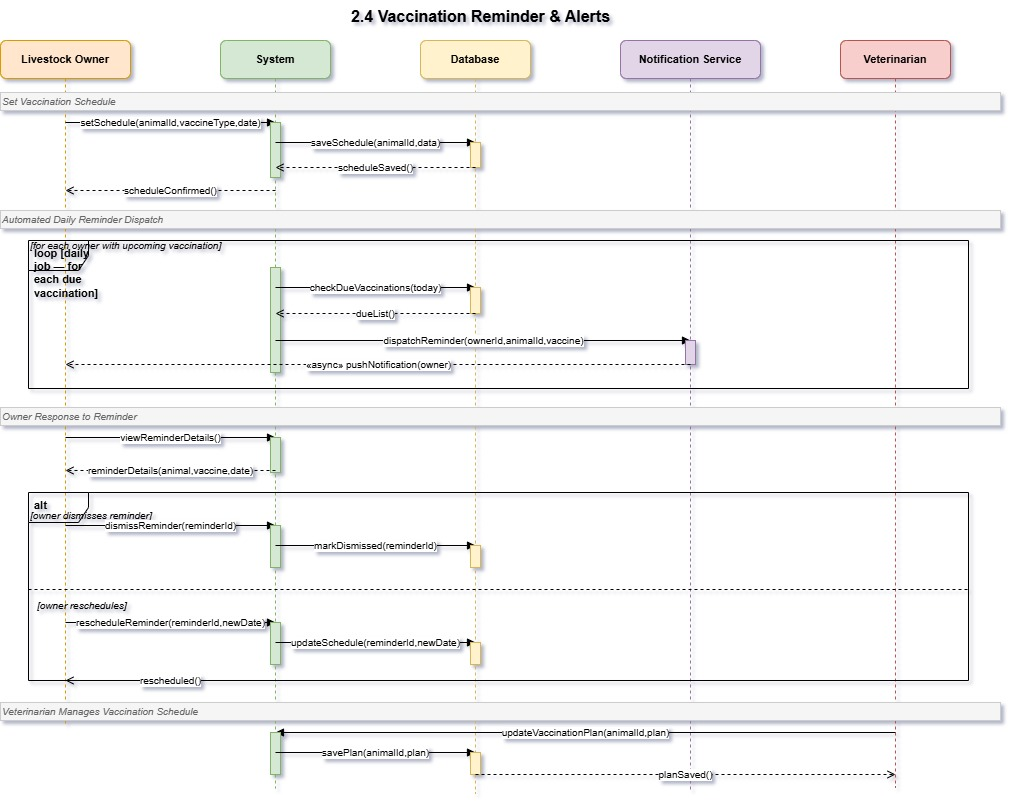 2.4 Vaccination Reminder & Alerts
Livestock Owner
System
Database
Notification Service
Veterinarian
Set Vaccination Schedule
setSchedule(animalId,vaccineType,date)
saveSchedule(animalId,data)
scheduleSaved()
scheduleConfirmed()
Automated Daily Reminder Dispatch
[for each owner with upcoming vaccination]
loop [daily
job — for
each due
vaccination]
checkDueVaccinations(today)
dueList()
dispatchReminder(ownerId,animalId,vaccine)
«async» pushNotification(owner)
Owner Response to Reminder
viewReminderDetails()
reminderDetails(animal,vaccine,date)
alt
[owner dismisses reminder]
dismissReminder(reminderId)
markDismissed(reminderId)
[owner reschedules]
rescheduleReminder(reminderId,newDate)
updateSchedule(reminderId,newDate)
rescheduled()
Veterinarian Manages Vaccination Schedule
updateVaccinationPlan(animalId,plan)
savePlan(animalId,plan)
planSaved()